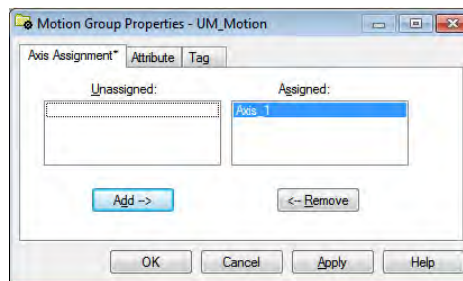 Motion Group Properties - UM_Motion
Axis Assignment* Attribute Tag
Unassigned: Assigned:
Axis_1
Add --> <-- Remove
OK Cancel Apply Help